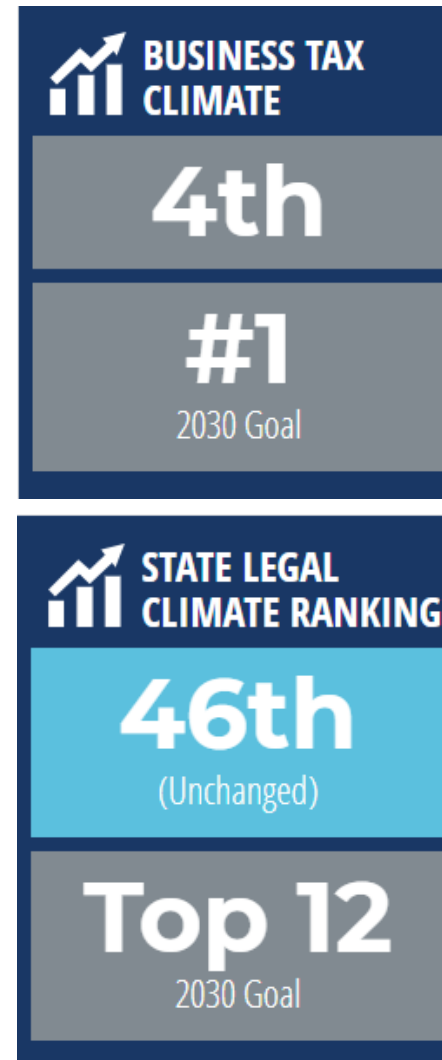 BUSINESS TAX
CLIMATE
4th
#1
2030 Goal
STATE LEGAL
CLIMATE RANKING
46th
(Unchanged)
Top 12
2030 Goal